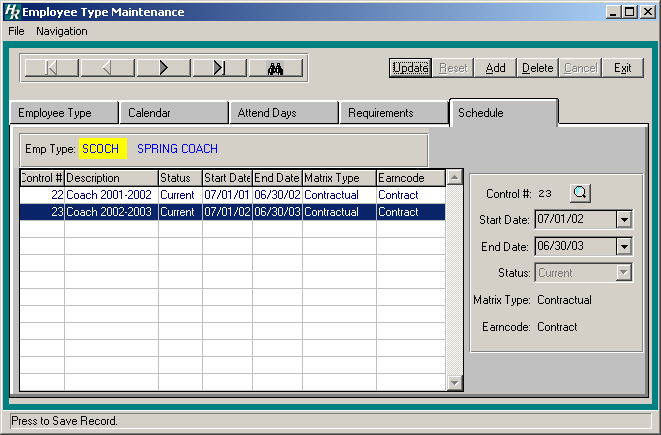 HR Employee Type Maintenance
File Navigation
Update Reset Add Delete Cancel Exit
Employee Type Calendar Attend Days Requirements Schedule
Emp Type: SCOCH SPRING COACH
Control # Description Status Start Date End Date Matrix Type Earncode
22 Coach 2001-2002 Current 07/01/01 06/30/02 Contractual Contract
23 Coach 2002-2003 Current 07/01/02 06/30/03 Contractual Contract
Control #: 23
Start Date: 07/01/02
End Date: 06/30/03
Status: Current
Matrix Type: Contractual
Earncode: Contract
Press to Save Record.